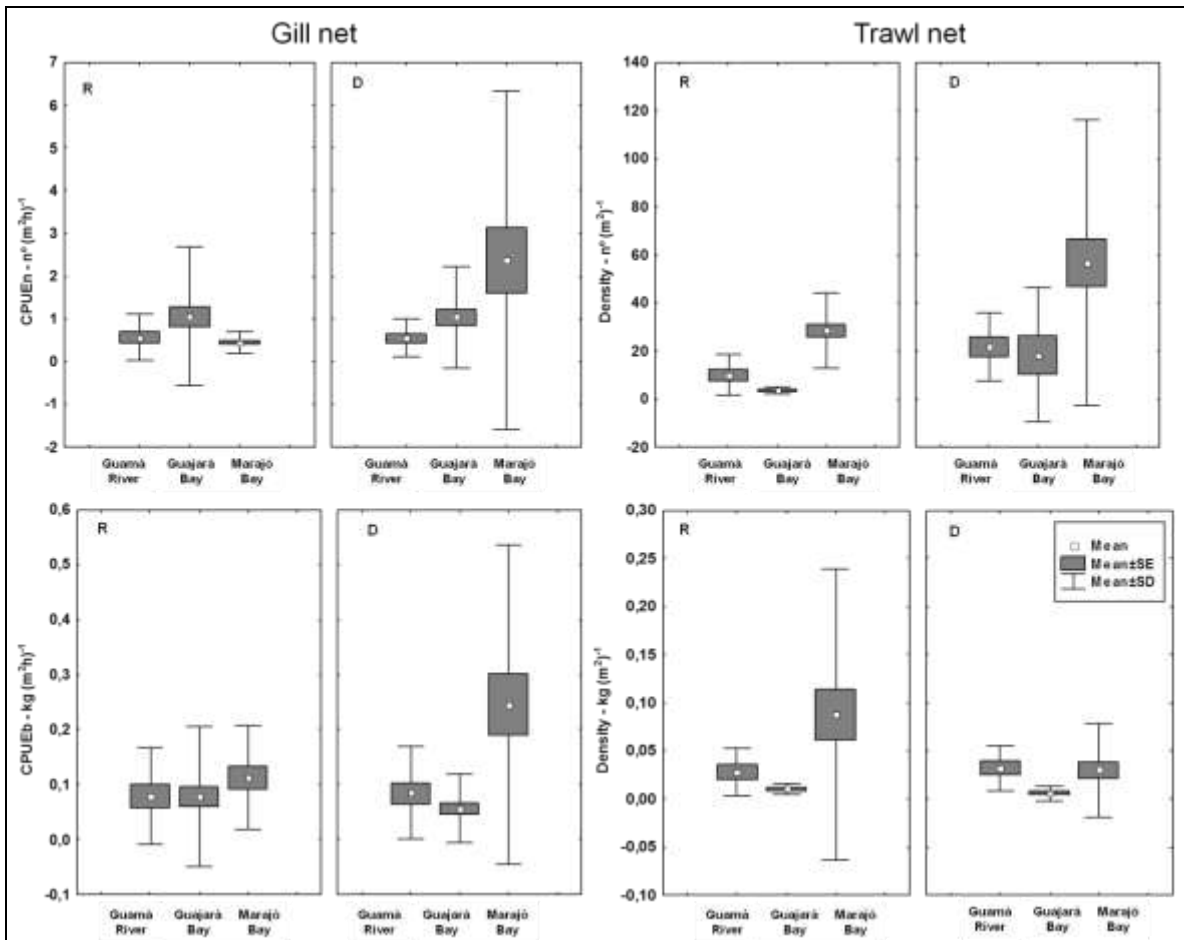 Gill net
Trawl net
R
D
R
D
7
6
5
4
3
2
1
0
-1
-2
CPUEn - nº (m²h)⁻¹
140
120
100
80
60
40
20
0
-20
Density - nº (m²)⁻¹
Guamá River
Guajará Bay
Marajó Bay
Guamá River
Guajará Bay
Marajó Bay
Guamá River
Guajará Bay
Marajó Bay
Guamá River
Guajará Bay
Marajó Bay
R
D
R
D
0,6
0,5
0,4
0,3
0,2
0,1
0,0
-0,1
CPUEb - kg (m²h)⁻¹
0,30
0,25
0,20
0,15
0,10
0,05
0,00
-0,05
-0,10
Density - kg (m²)⁻¹
Mean
Mean±SE
Mean±SD
Guamá River
Guajará Bay
Marajó Bay
Guamá River
Guajará Bay
Marajó Bay
Guamá River
Guajará Bay
Marajó Bay
Guamá River
Guajará Bay
Marajó Bay